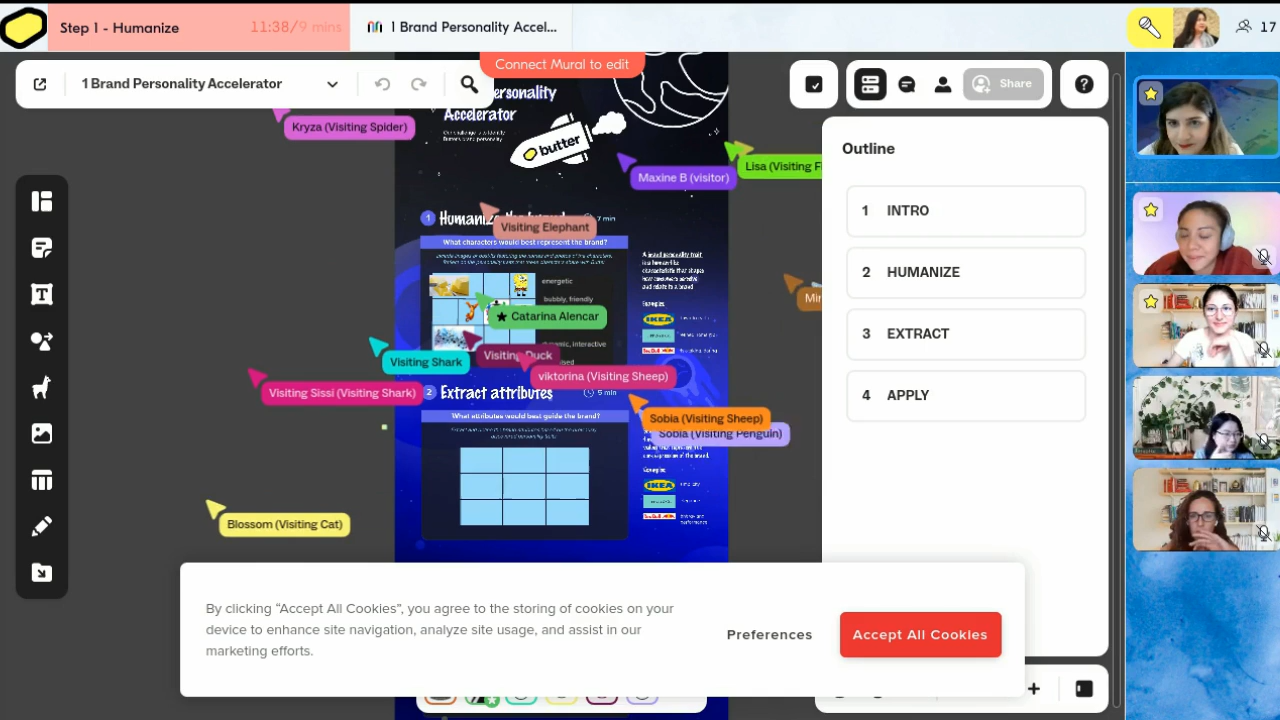 Step 1 - Humanize
11:38/9 mins
1 Brand Personality Accel...
17
Connect Mural to edit
1 Brand Personality Accelerator
Share
Accelerator
butter
Kryza (Visiting Spider)
Maxine B (visitor)
Lisa (Visiting F
Outline
1 INTRO
2 HUMANIZE
3 EXTRACT
4 APPLY
1
7 min
Visiting Elephant
What characters would best represent the brand?
energetic
bubbly, friendly
Catarina Alencar
Examples:
IKEA
Visiting Shark
Visiting Duck
viktorina (Visiting Sheep)
Visiting Sissi (Visiting Shark)
2 Extract attributes
5 min
What attributes would best guide the brand?
Sobia (Visiting Sheep)
Sobia (Visiting Penguin)
Examples:
IKEA
Blossom (Visiting Cat)
By clicking “Accept All Cookies”, you agree to the storing of cookies on your
device to enhance site navigation, analyze site usage, and assist in our
marketing efforts.
Preferences
Accept All Cookies